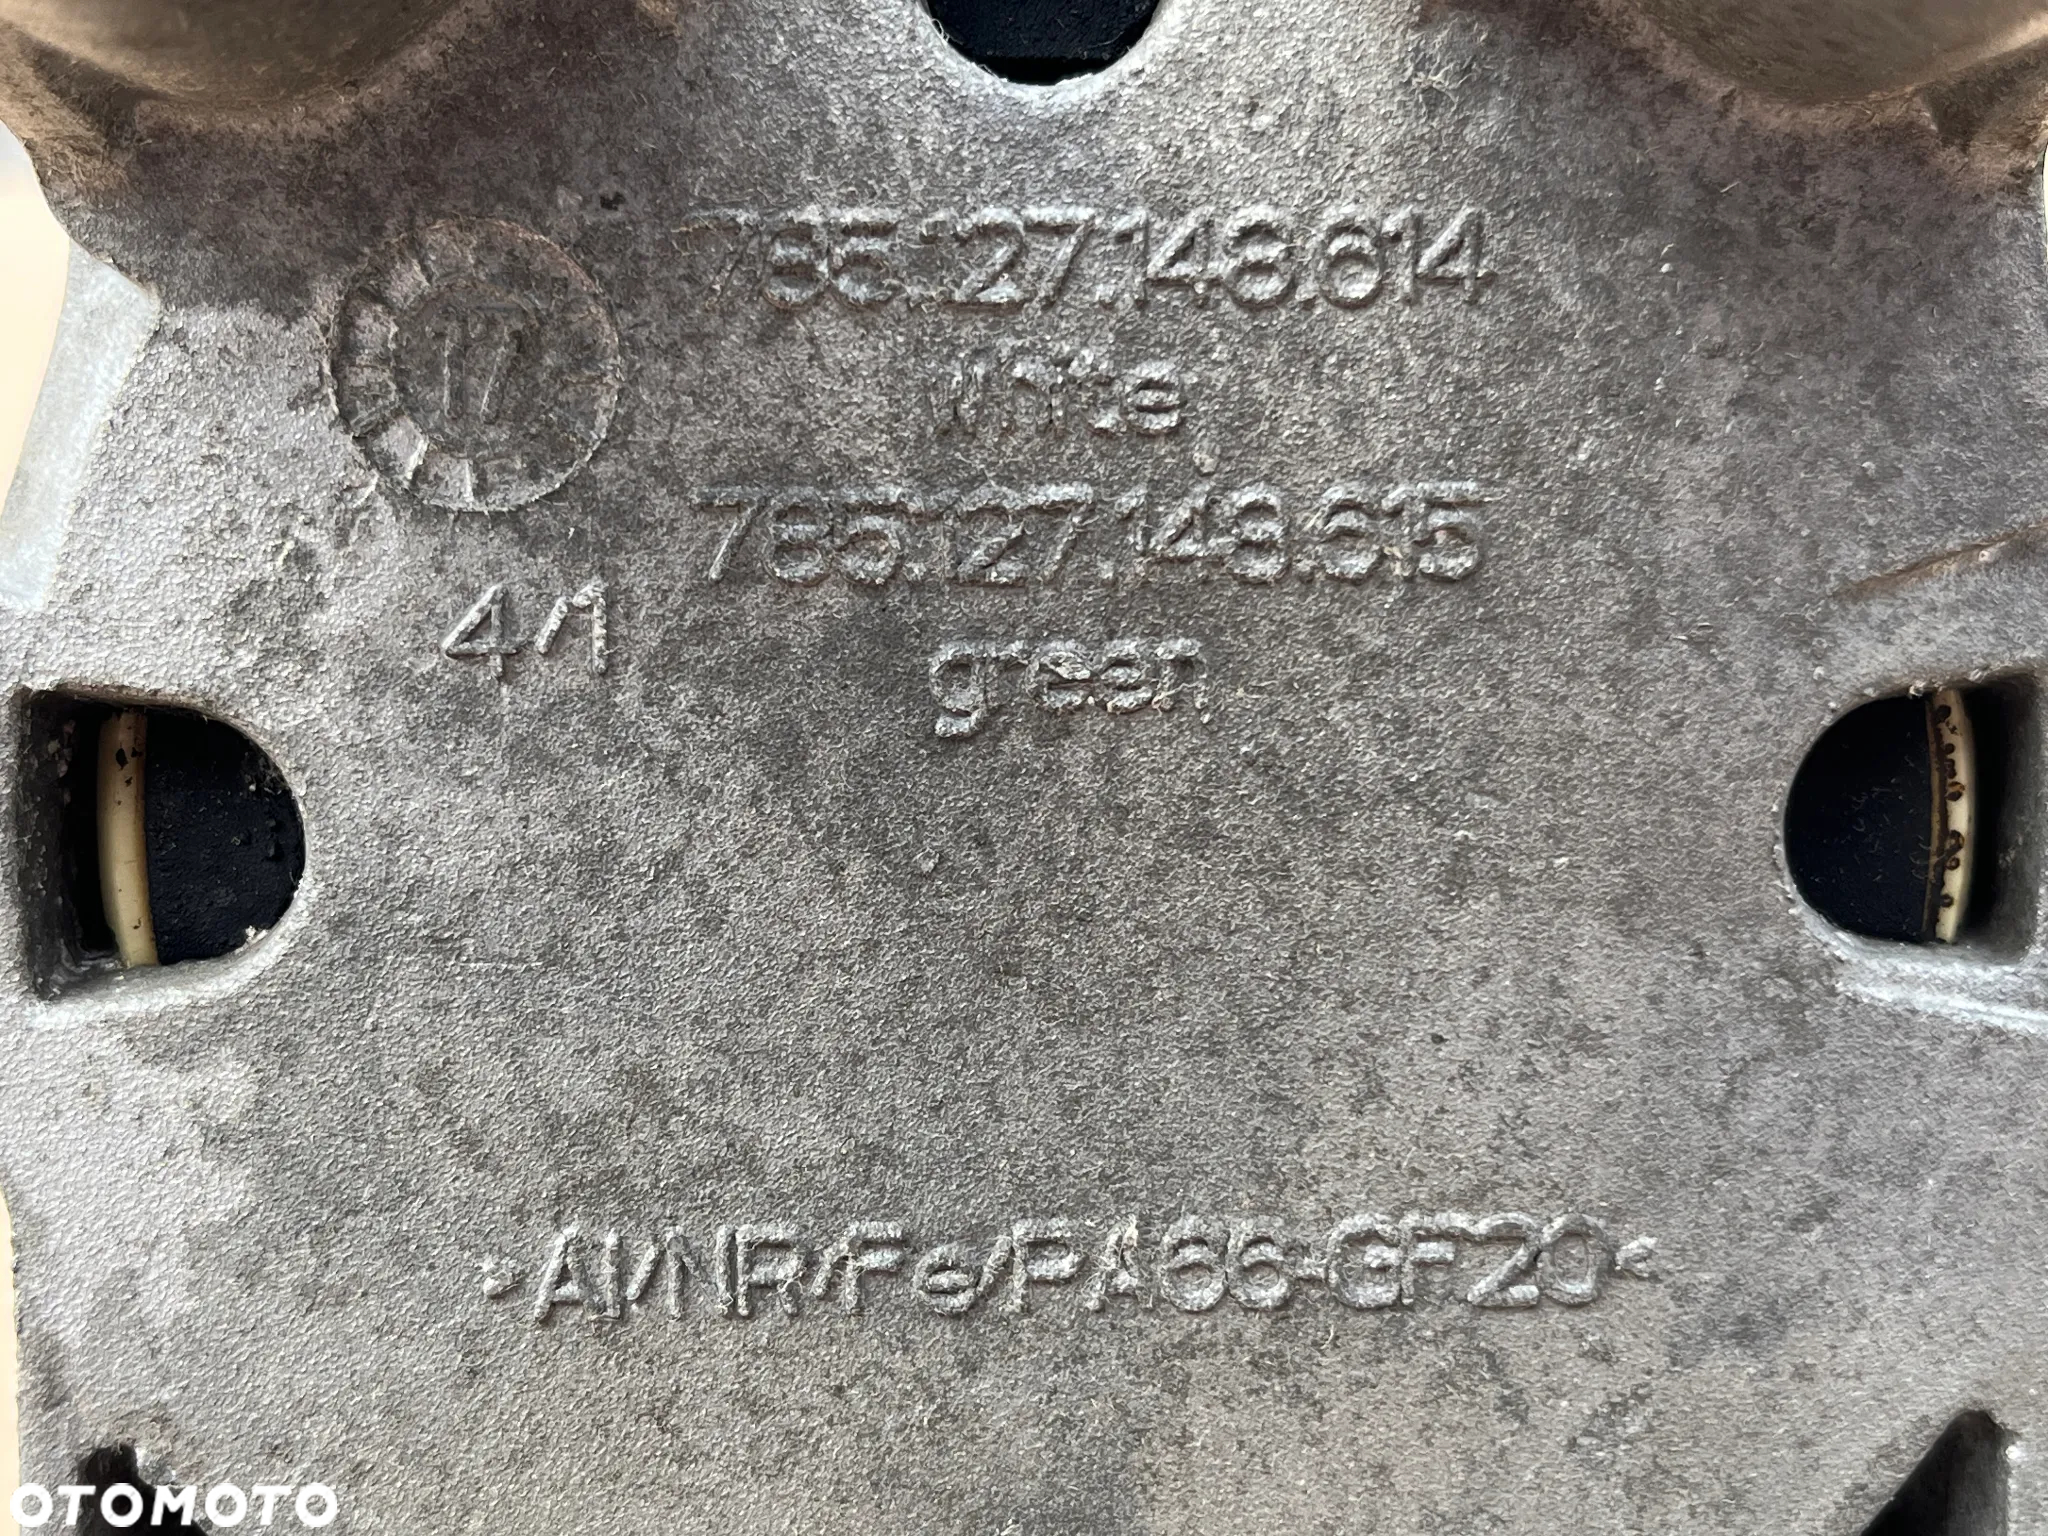 785.127.148.614
17
white
785.127.148.615
4/1
green
>Al/NR/Fe/PA66-GF20<
OTOMOTO